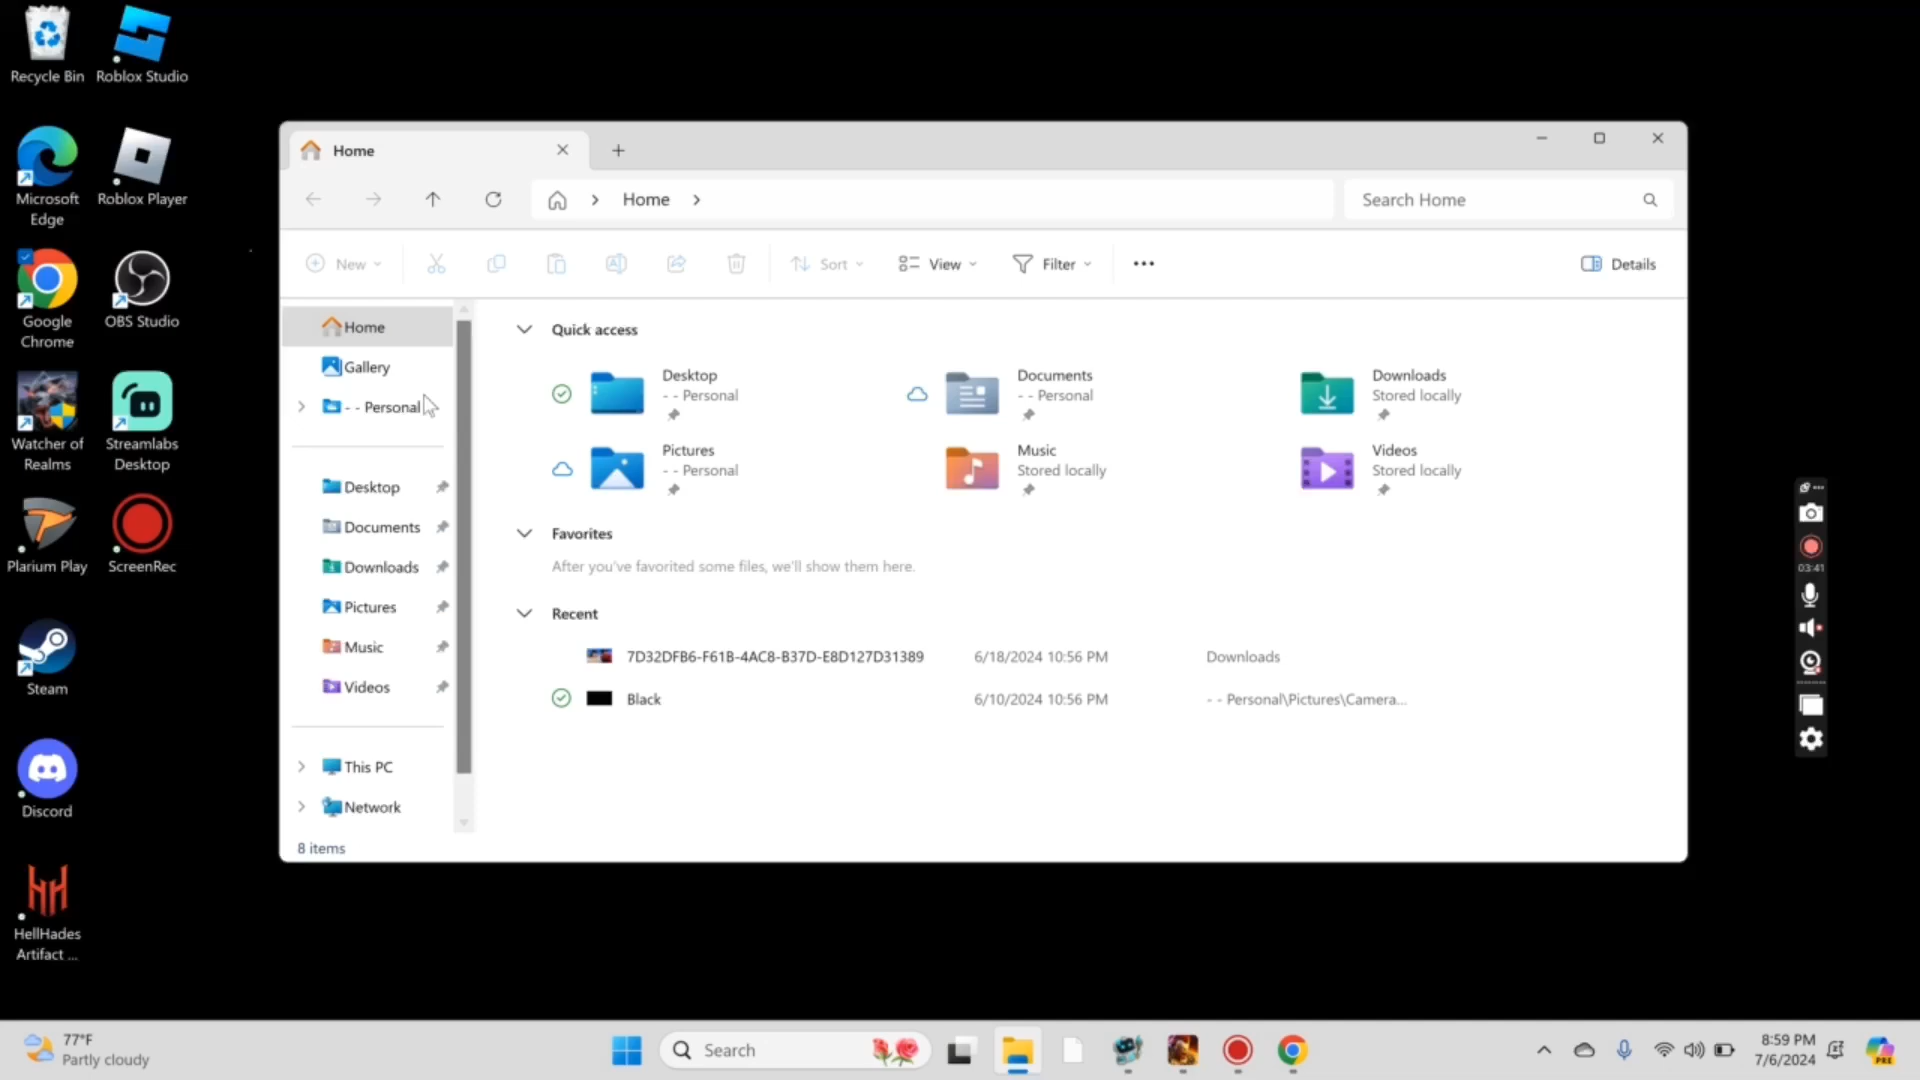 Recycle Bin
Roblox Studio
Microsoft
Edge
Roblox Player
Google
Chrome
OBS Studio
Watcher of
Realms
Streamlabs
Desktop
Plarium Play
ScreenRec
Steam
Discord
HellHades
Artifact ...
Home
Home
Search Home
New
Sort
View
Filter
Details
Home
Gallery
- - Personal
Desktop
Documents
Downloads
Pictures
Music
Videos
This PC
Network
8 items
Quick access
Desktop
- - Personal
Documents
- - Personal
Downloads
Stored locally
Pictures
- - Personal
Music
Stored locally
Videos
Stored locally
Favorites
After you've favorited some files, we'll show them here.
Recent
7D32DFB6-F61B-4AC8-B37D-E8D127D31389 6/18/2024 10:56 PM Downloads
Black 6/10/2024 10:56 PM - - Personal\Pictures\Camera...
03:41
77°F
Partly cloudy
Search
8:59 PM
7/6/2024
PRE